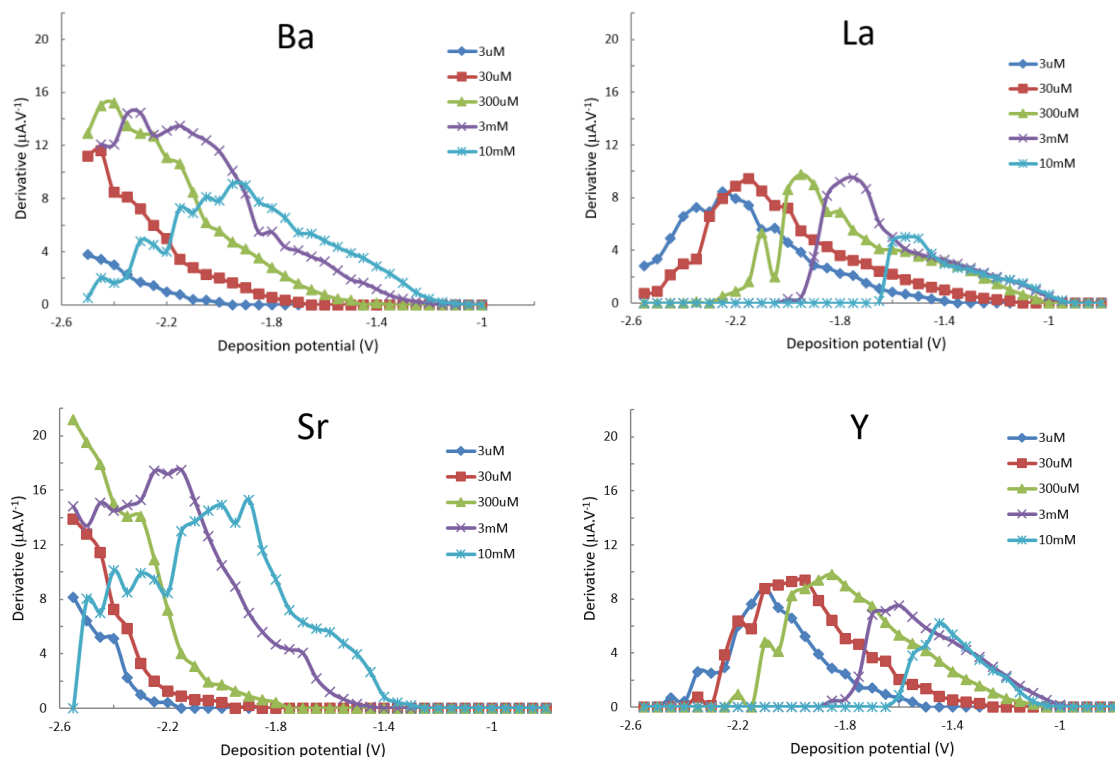 Ba
22
20
16
12
8
4
0
Derivative (µA.V⁻¹)
-2.6
-2.2
-1.8
-1.4
-1
Deposition potential (V)
3uM
30uM
300uM
3mM
10mM
La
20
16
12
8
4
0
Derivative (µA.V⁻¹)
-2.6
-2.2
-1.8
-1.4
-1
Deposition potential (V)
3uM
30uM
300uM
3mM
10mM
Sr
20
16
12
8
4
0
Derivative (µA.V⁻¹)
-2.6
-2.2
-1.8
-1.4
-1
Deposition potential (V)
3uM
30uM
300uM
3mM
10mM
Y
20
16
12
8
4
0
Derivative (µA.V⁻¹)
-2.6
-2.2
-1.8
-1.4
-1
Deposition potential (V)
3uM
30uM
300uM
3mM
10mM